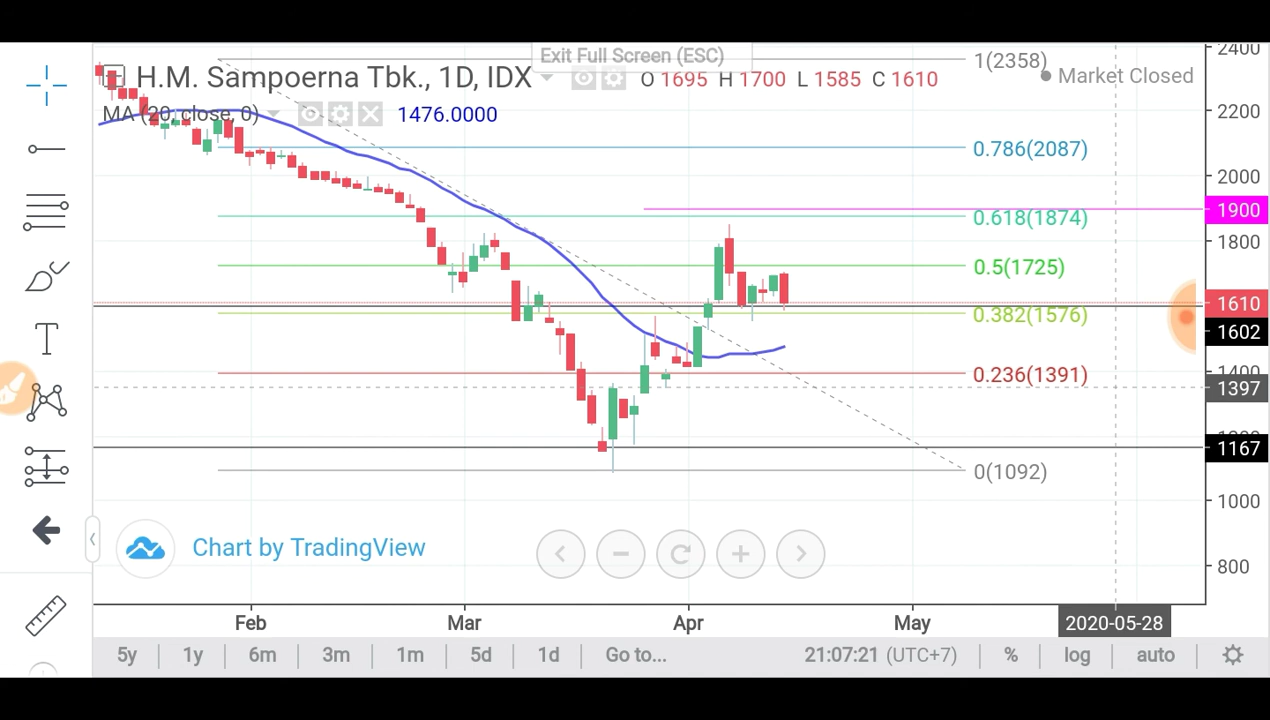 Exit Full Screen (ESC)
H.M. Sampoerna Tbk., 1D, IDX
O 1695 H 1700 L 1585 C 1610
Market Closed
MA (20, close, 0)
1476.0000
1(2358)
0.786(2087)
0.618(1874)
0.5(1725)
0.382(1576)
0.236(1391)
0(1092)
2400
2200
2000
1900
1800
1610
1602
1400
1397
1167
1000
800
Chart by TradingView
Feb
Mar
Apr
May
2020-05-28
5y
1y
6m
3m
1m
5d
1d
Go to...
21:07:21 (UTC+7)
%
log
auto